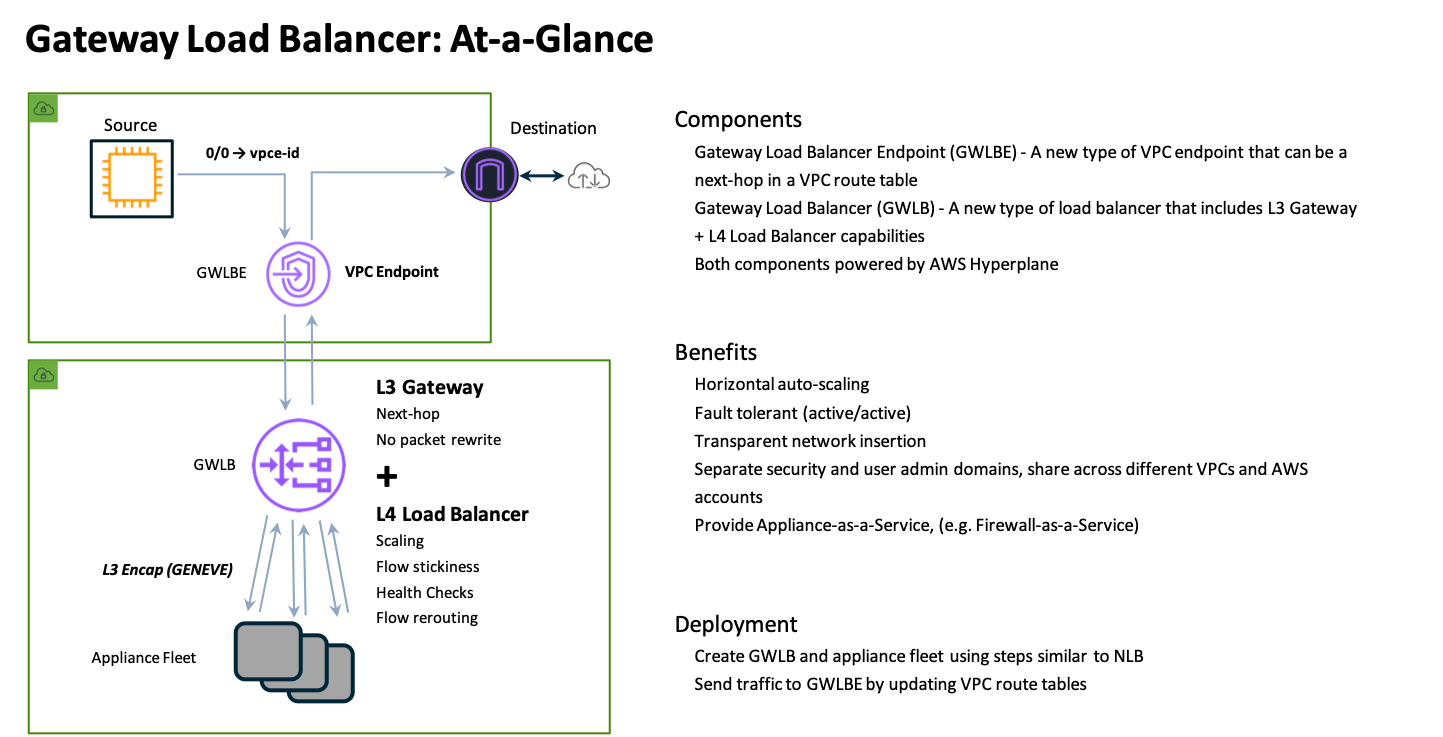 Gateway Load Balancer: At-a-Glance
Source
0/0 → vpce-id
Destination
GWLBE
VPC Endpoint
GWLB
L3 Gateway
Next-hop
No packet rewrite
+
L4 Load Balancer
Scaling
Flow stickiness
Health Checks
Flow rerouting
L3 Encap (GENEVE)
Appliance Fleet
Components
Gateway Load Balancer Endpoint (GWLBE) - A new type of VPC endpoint that can be a
next-hop in a VPC route table
Gateway Load Balancer (GWLB) - A new type of load balancer that includes L3 Gateway
+ L4 Load Balancer capabilities
Both components powered by AWS Hyperplane
Benefits
Horizontal auto-scaling
Fault tolerant (active/active)
Transparent network insertion
Separate security and user admin domains, share across different VPCs and AWS
accounts
Provide Appliance-as-a-Service, (e.g. Firewall-as-a-Service)
Deployment
Create GWLB and appliance fleet using steps similar to NLB
Send traffic to GWLBE by updating VPC route tables